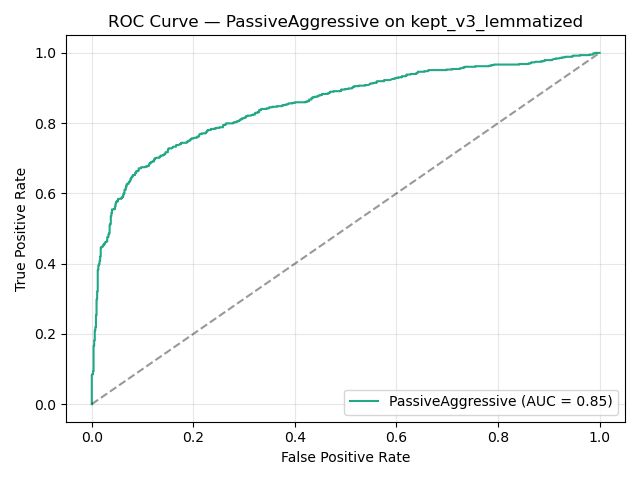 ROC Curve — PassiveAggressive on kept_v3_lemmatized
1.0
0.8
0.6
0.4
0.2
0.0
True Positive Rate
PassiveAggressive (AUC = 0.85)
0.0 0.2 0.4 0.6 0.8 1.0
False Positive Rate